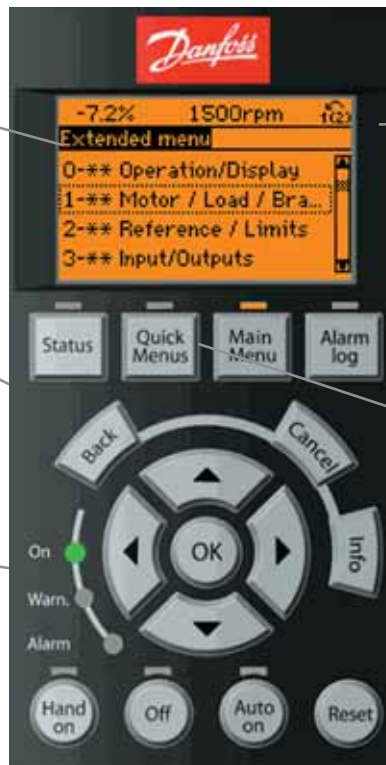 Danfoss
-7.2% 1500rpm 1(2)
Extended menu
0-** Operation/Display
1-** Motor / Load / Bra...
2-** Reference / Limits
3-** Input/Outputs
Status
Quick Menus
Main Menu
Alarm log
Back
Cancel
Info
OK
On
Warn.
Alarm
Hand on
Off
Auto on
Reset